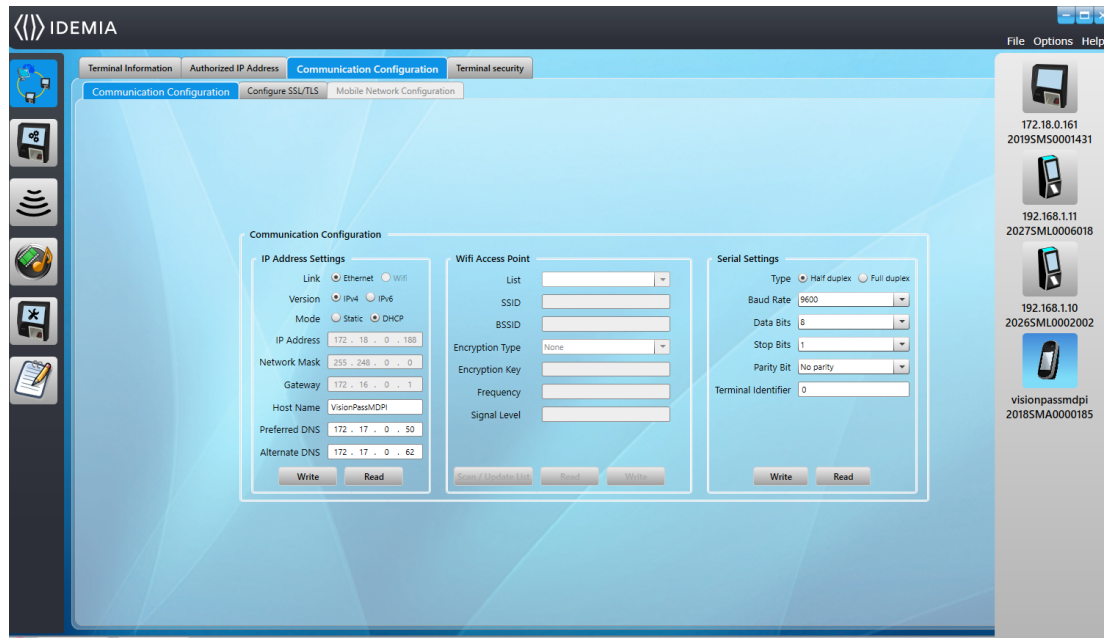 IDEMIA
File Options Help
Terminal Information Authorized IP Address Communication Configuration Terminal security
Communication Configuration Configure SSL/TLS Mobile Network Configuration
Communication Configuration
IP Address Settings
Link Ethernet Wifi
Version IPv4 IPv6
Mode Static DHCP
IP Address 172 . 18 . 0 . 188
Network Mask 255 . 248 . 0 . 0
Gateway 172 . 16 . 0 . 1
Host Name VisionPassMDPI
Preferred DNS 172 . 17 . 0 . 50
Alternate DNS 172 . 17 . 0 . 62
Write Read
Wifi Access Point
List
SSID
BSSID
Encryption Type None
Encryption Key
Frequency
Signal Level
Scan / Update List Read Write
Serial Settings
Type Half duplex Full duplex
Baud Rate 9600
Data Bits 8
Stop Bits 1
Parity Bit No parity
Terminal Identifier 0
Write Read
172.18.0.161
2019SMS0001431
192.168.1.11
2027SML0006018
192.168.1.10
2026SML0002002
visionpassmdpi
2018SMA0000185